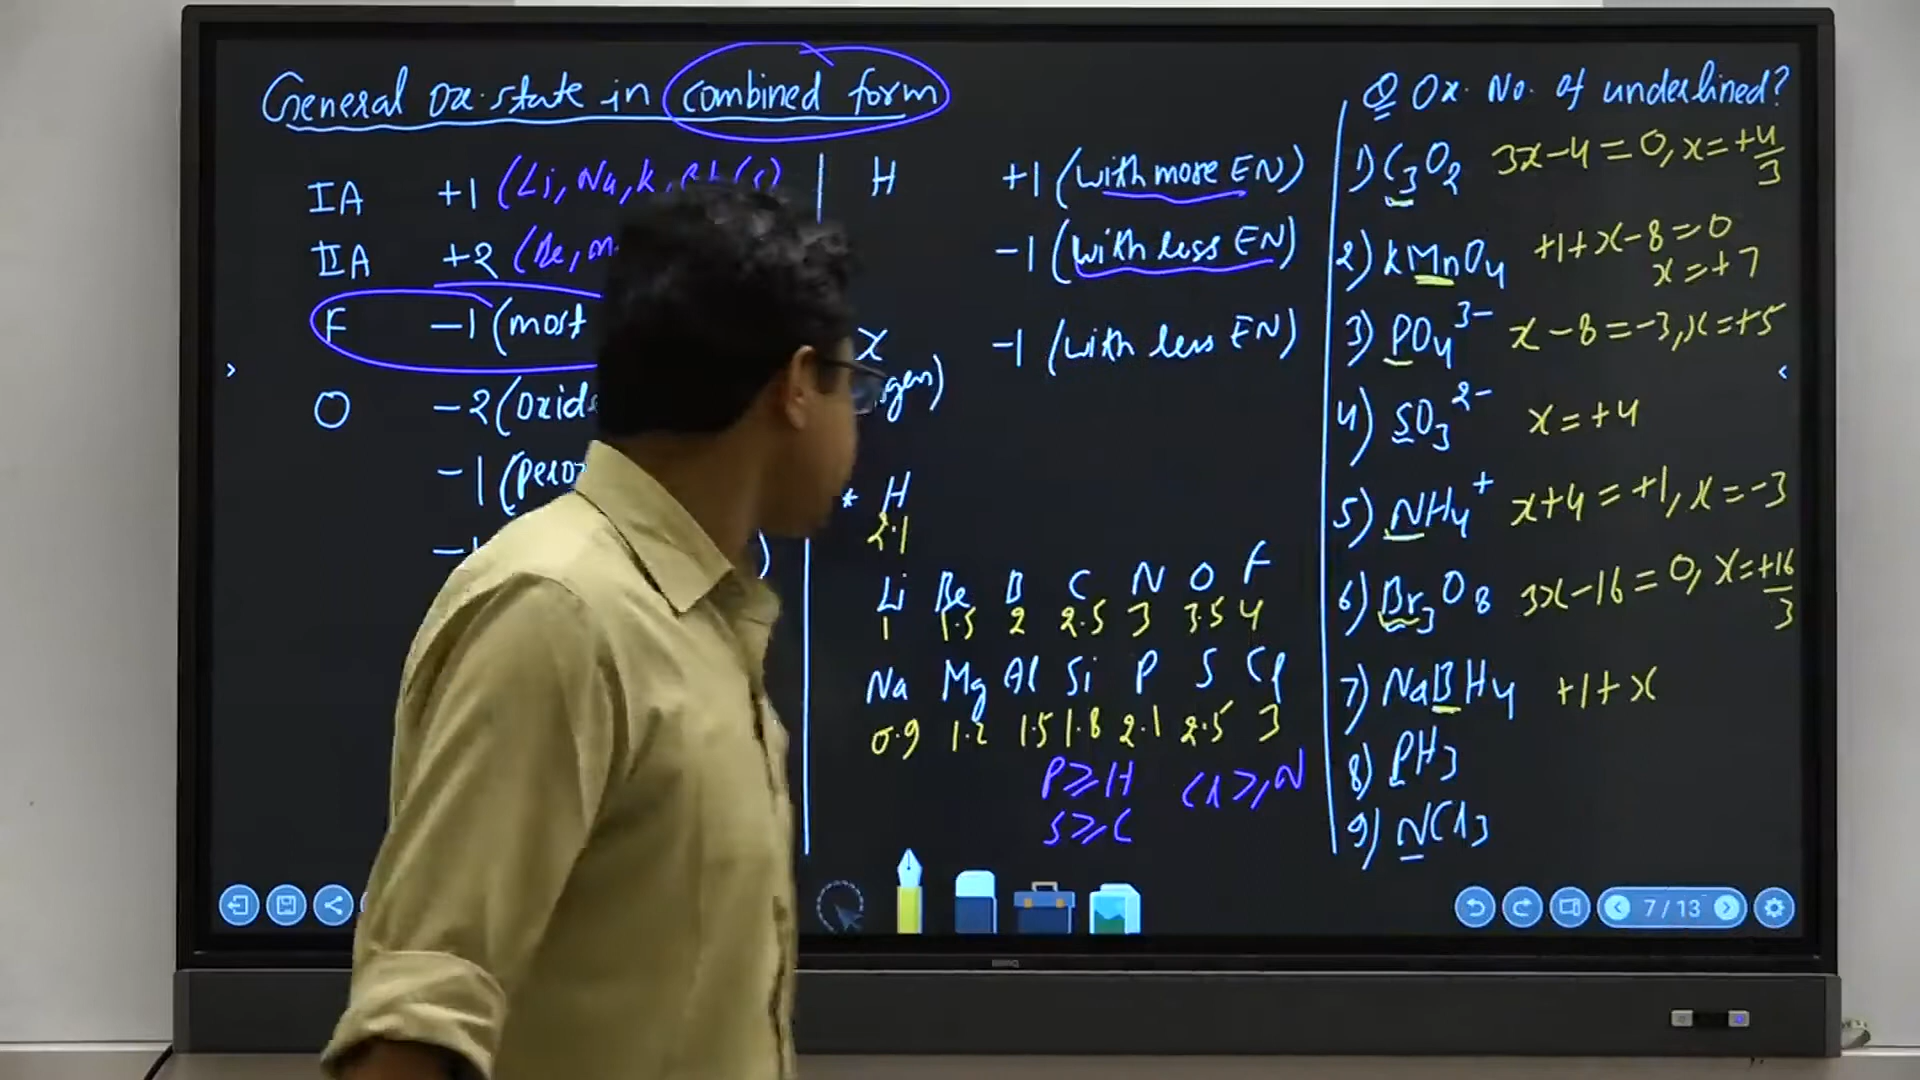 General ox. state in combined form
IA +1 (Li, Na, K,
IIA +2 (Be,
F -1 (most
O -2 (oxid
-1 (pero
H +1 (with more EN)
-1 (with less EN)
X -1 (with less EN)
* H
2.1
Li Be B C N O F
1 1.5 2 2.5 3 3.5 4
Na Mg Al Si P S Cl
0.9 1.2 1.5 1.8 2.1 2.5 3
P ≥ H Cl ≥ N
S ≥ C
Q Ox. No. of underlined?
1) C3O2 3x-4=0, x=+4/3
2) KMnO4 +1+x-8=0
x=+7
3) PO4^3- x-8=-3, x=+5
4) SO3^2- x=+4
5) NH4^+ x+4=+1, x=-3
6) Br3O8 3x-16=0, x=+16/3
7) NaBH4 +1+x
8) PH3
9) NCl3
7/13